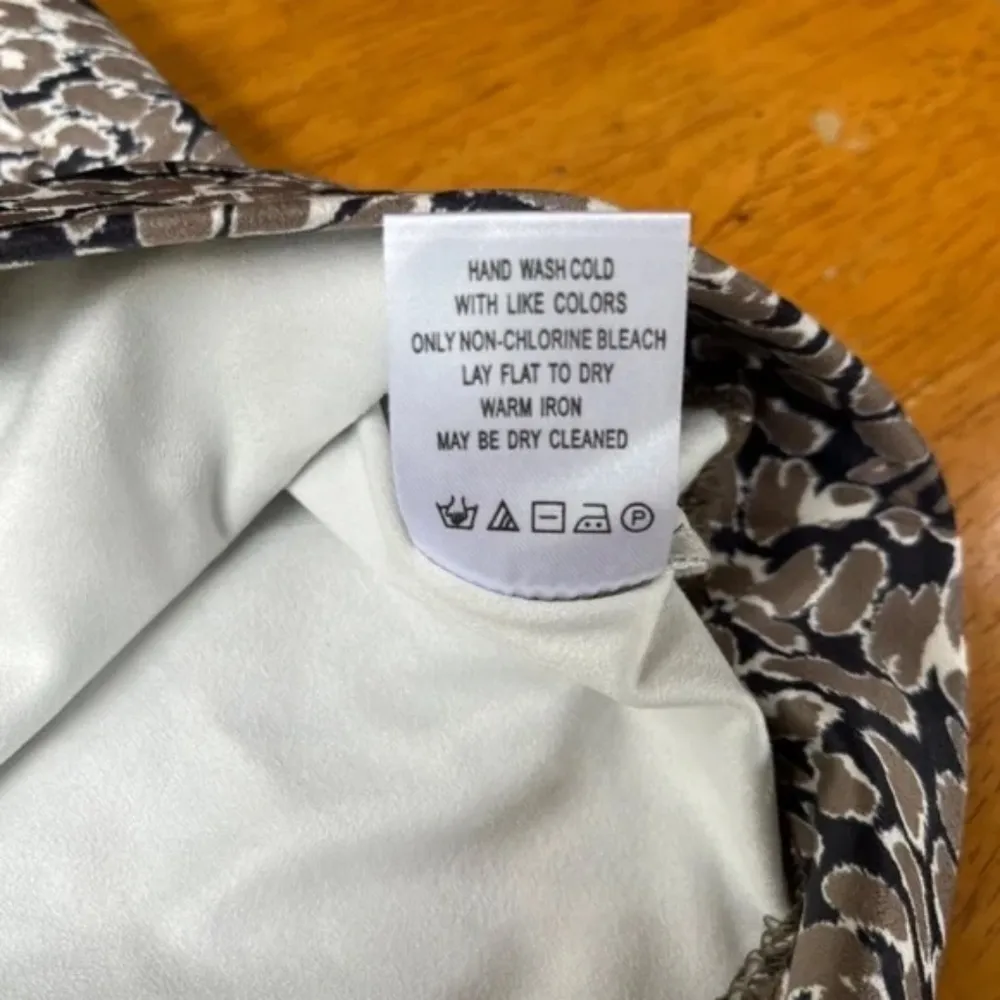 HAND WASH COLD
WITH LIKE COLORS
ONLY NON-CHLORINE BLEACH
LAY FLAT TO DRY
WARM IRON
MAY BE DRY CLEANED
P